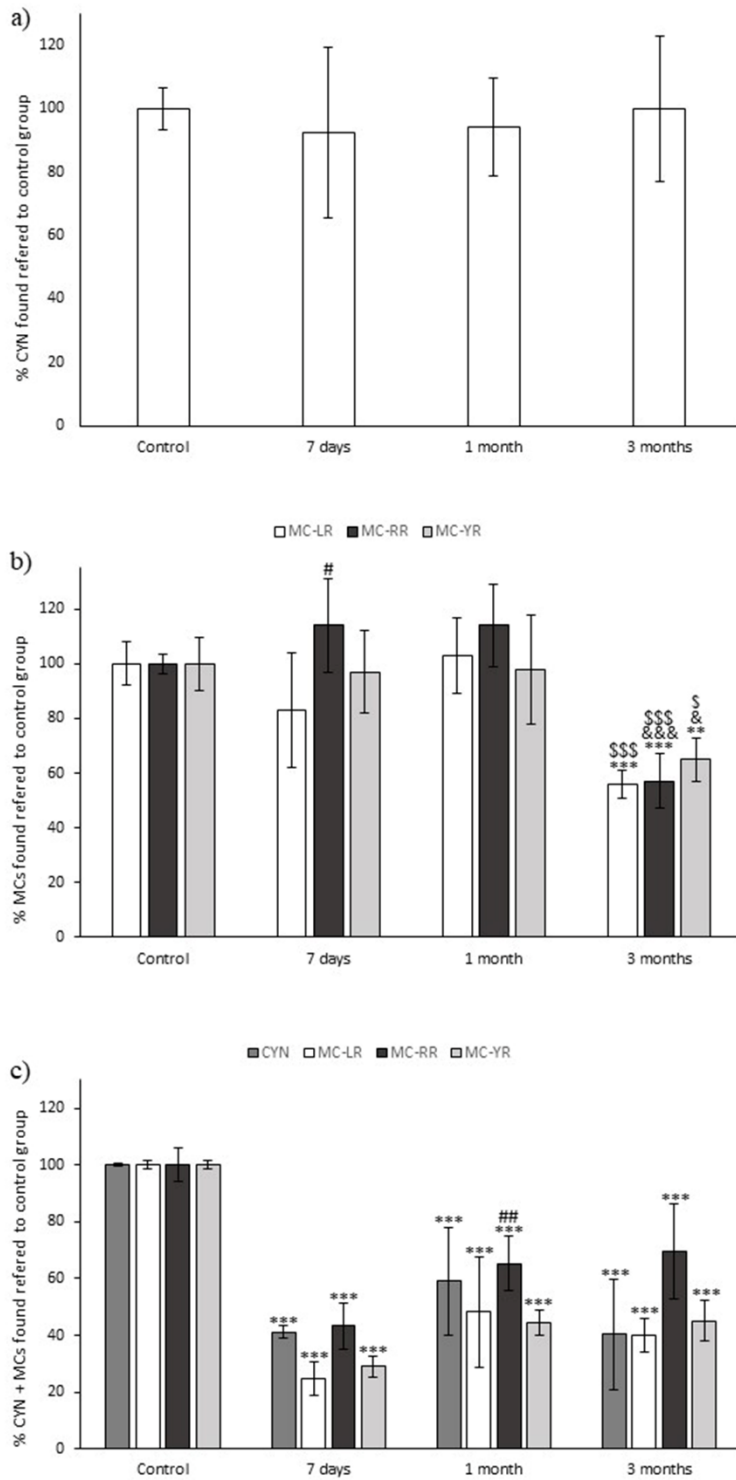 a)
% CYN found refered to control group
120
100
80
60
40
20
0
Control 7 days 1 month 3 months
MC-LR MC-RR MC-YR
b)
% MCs found refered to control group
#
120
100
$
$$$ &
$$$ &&& **
*** ***
80
60
40
20
0
Control 7 days 1 month 3 months
CYN MC-LR MC-RR MC-YR
c)
% CYN + MCs found refered to control group
120
100
***
##
*** ***
***
80
60
*** *** *** *** ***
*** ***
*** ***
40
20
0
Control 7 days 1 month 3 months